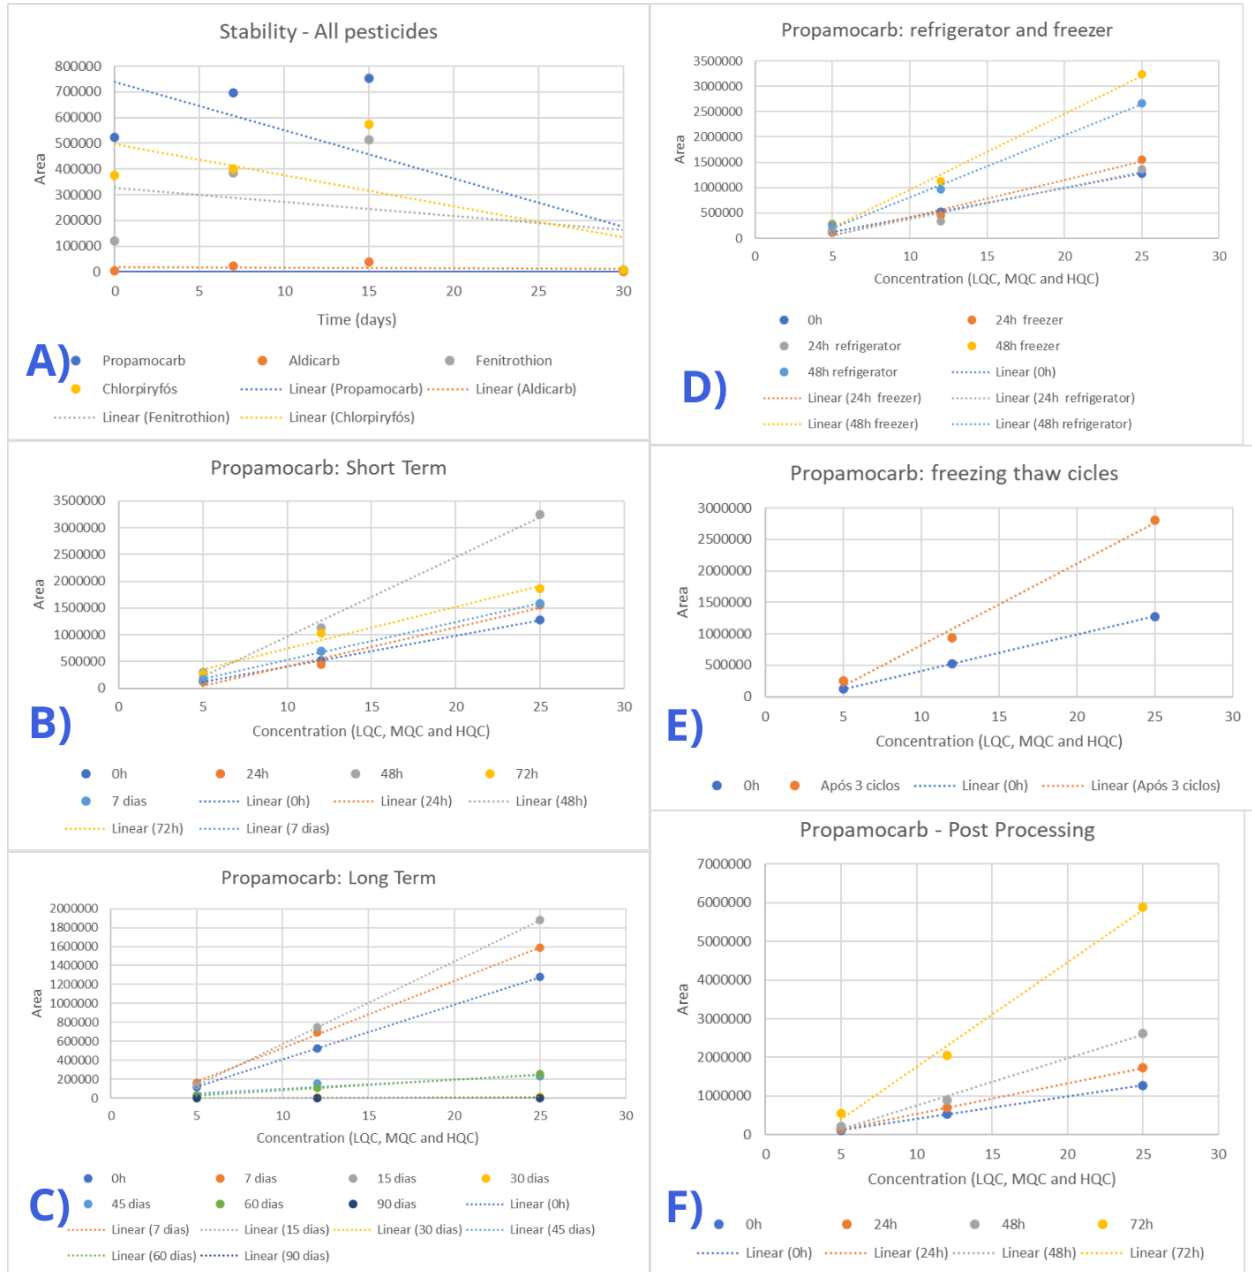 Stability - All pesticides
800000
700000
600000
500000
400000
300000
200000
100000
0
Area
0 5 10 15 20 25 30
Time (days)
A)
Propamocarb Aldicarb Fenitrothion
Chlorpiryfós Linear (Propamocarb) Linear (Aldicarb)
Linear (Fenitrothion) Linear (Chlorpiryfós)
Propamocarb: Short Term
3500000
3000000
2500000
2000000
1500000
1000000
500000
0
Area
0 5 10 15 20 25 30
Concentration (LQC, MQC and HQC)
B)
0h 24h 48h 72h
7 dias Linear (0h) Linear (24h) Linear (48h)
Linear (72h) Linear (7 dias)
Propamocarb: Long Term
2000000
1800000
1600000
1400000
1200000
1000000
800000
600000
400000
200000
0
Area
0 5 10 15 20 25 30
Concentration (LQC, MQC and HQC)
C)
0h 7 dias 15 dias 30 dias
45 dias 60 dias 90 dias Linear (0h)
Linear (7 dias) Linear (15 dias) Linear (30 dias) Linear (45 dias)
Linear (60 dias) Linear (90 dias)
Propamocarb: refrigerator and freezer
3500000
3000000
2500000
2000000
1500000
1000000
500000
0
Area
0 5 10 15 20 25 30
Concentration (LQC, MQC and HQC)
D)
0h 24h freezer
24h refrigerator 48h freezer
48h refrigerator Linear (0h)
Linear (24h freezer) Linear (24h refrigerator)
Linear (48h freezer) Linear (48h refrigerator)
Propamocarb: freezing thaw cicles
3000000
2500000
2000000
1500000
1000000
500000
0
Area
0 5 10 15 20 25 30
Concentration (LQC, MQC and HQC)
E)
0h Após 3 ciclos Linear (0h) Linear (Após 3 ciclos)
Propamocarb - Post Processing
7000000
6000000
5000000
4000000
3000000
2000000
1000000
0
Area
0 5 10 15 20 25 30
Concentration (LQC, MQC and HQC)
F)
0h 24h 48h 72h
Linear (0h) Linear (24h) Linear (48h) Linear (72h)